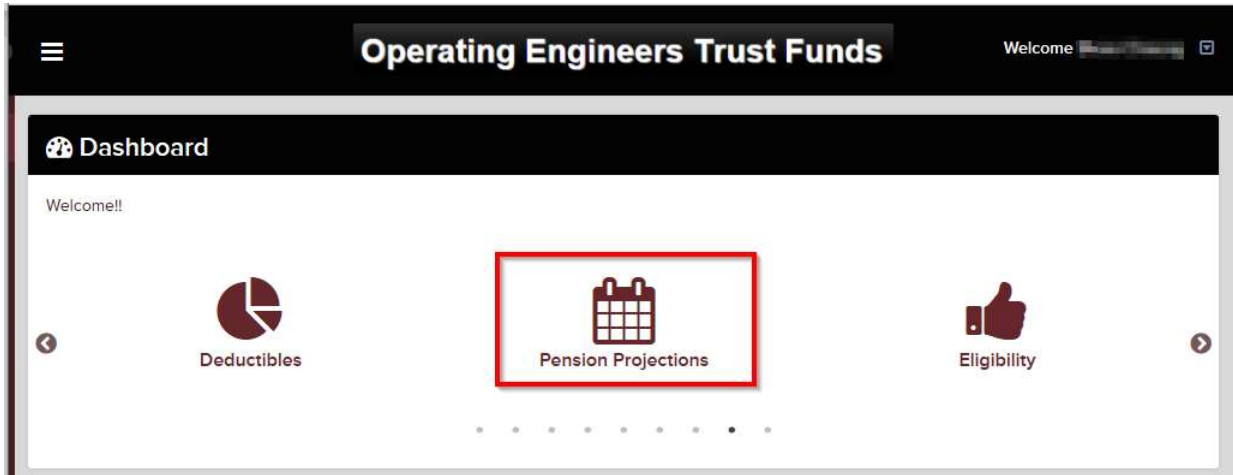 Operating Engineers Trust Funds
Welcome
Dashboard
Welcome!!
Deductibles
Pension Projections
Eligibility